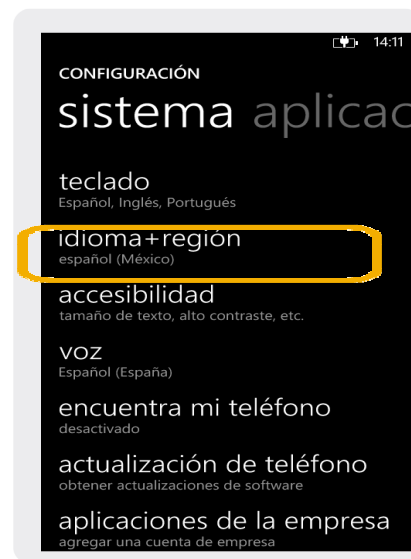 14:11
CONFIGURACIÓN
sistema aplicac
teclado
Español, Inglés, Portugués
idioma+región
español (México)
accesibilidad
tamaño de texto, alto contraste, etc.
voz
Español (España)
encuentra mi teléfono
desactivado
actualización de teléfono
obtener actualizaciones de software
aplicaciones de la empresa
agregar una cuenta de empresa